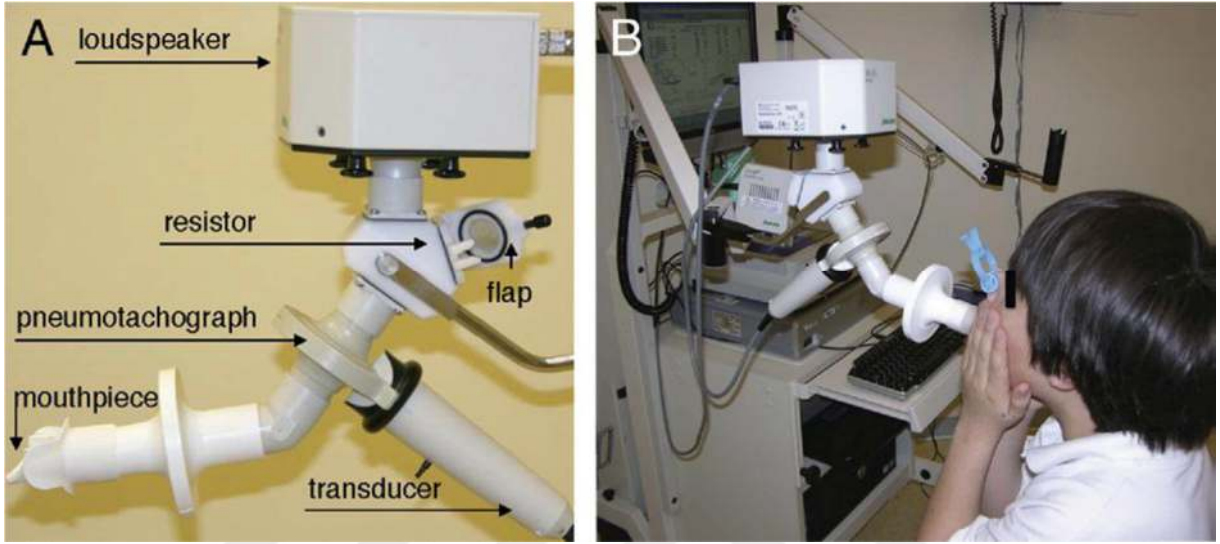 A
loudspeaker
resistor
flap
pneumotachograph
mouthpiece
transducer
B